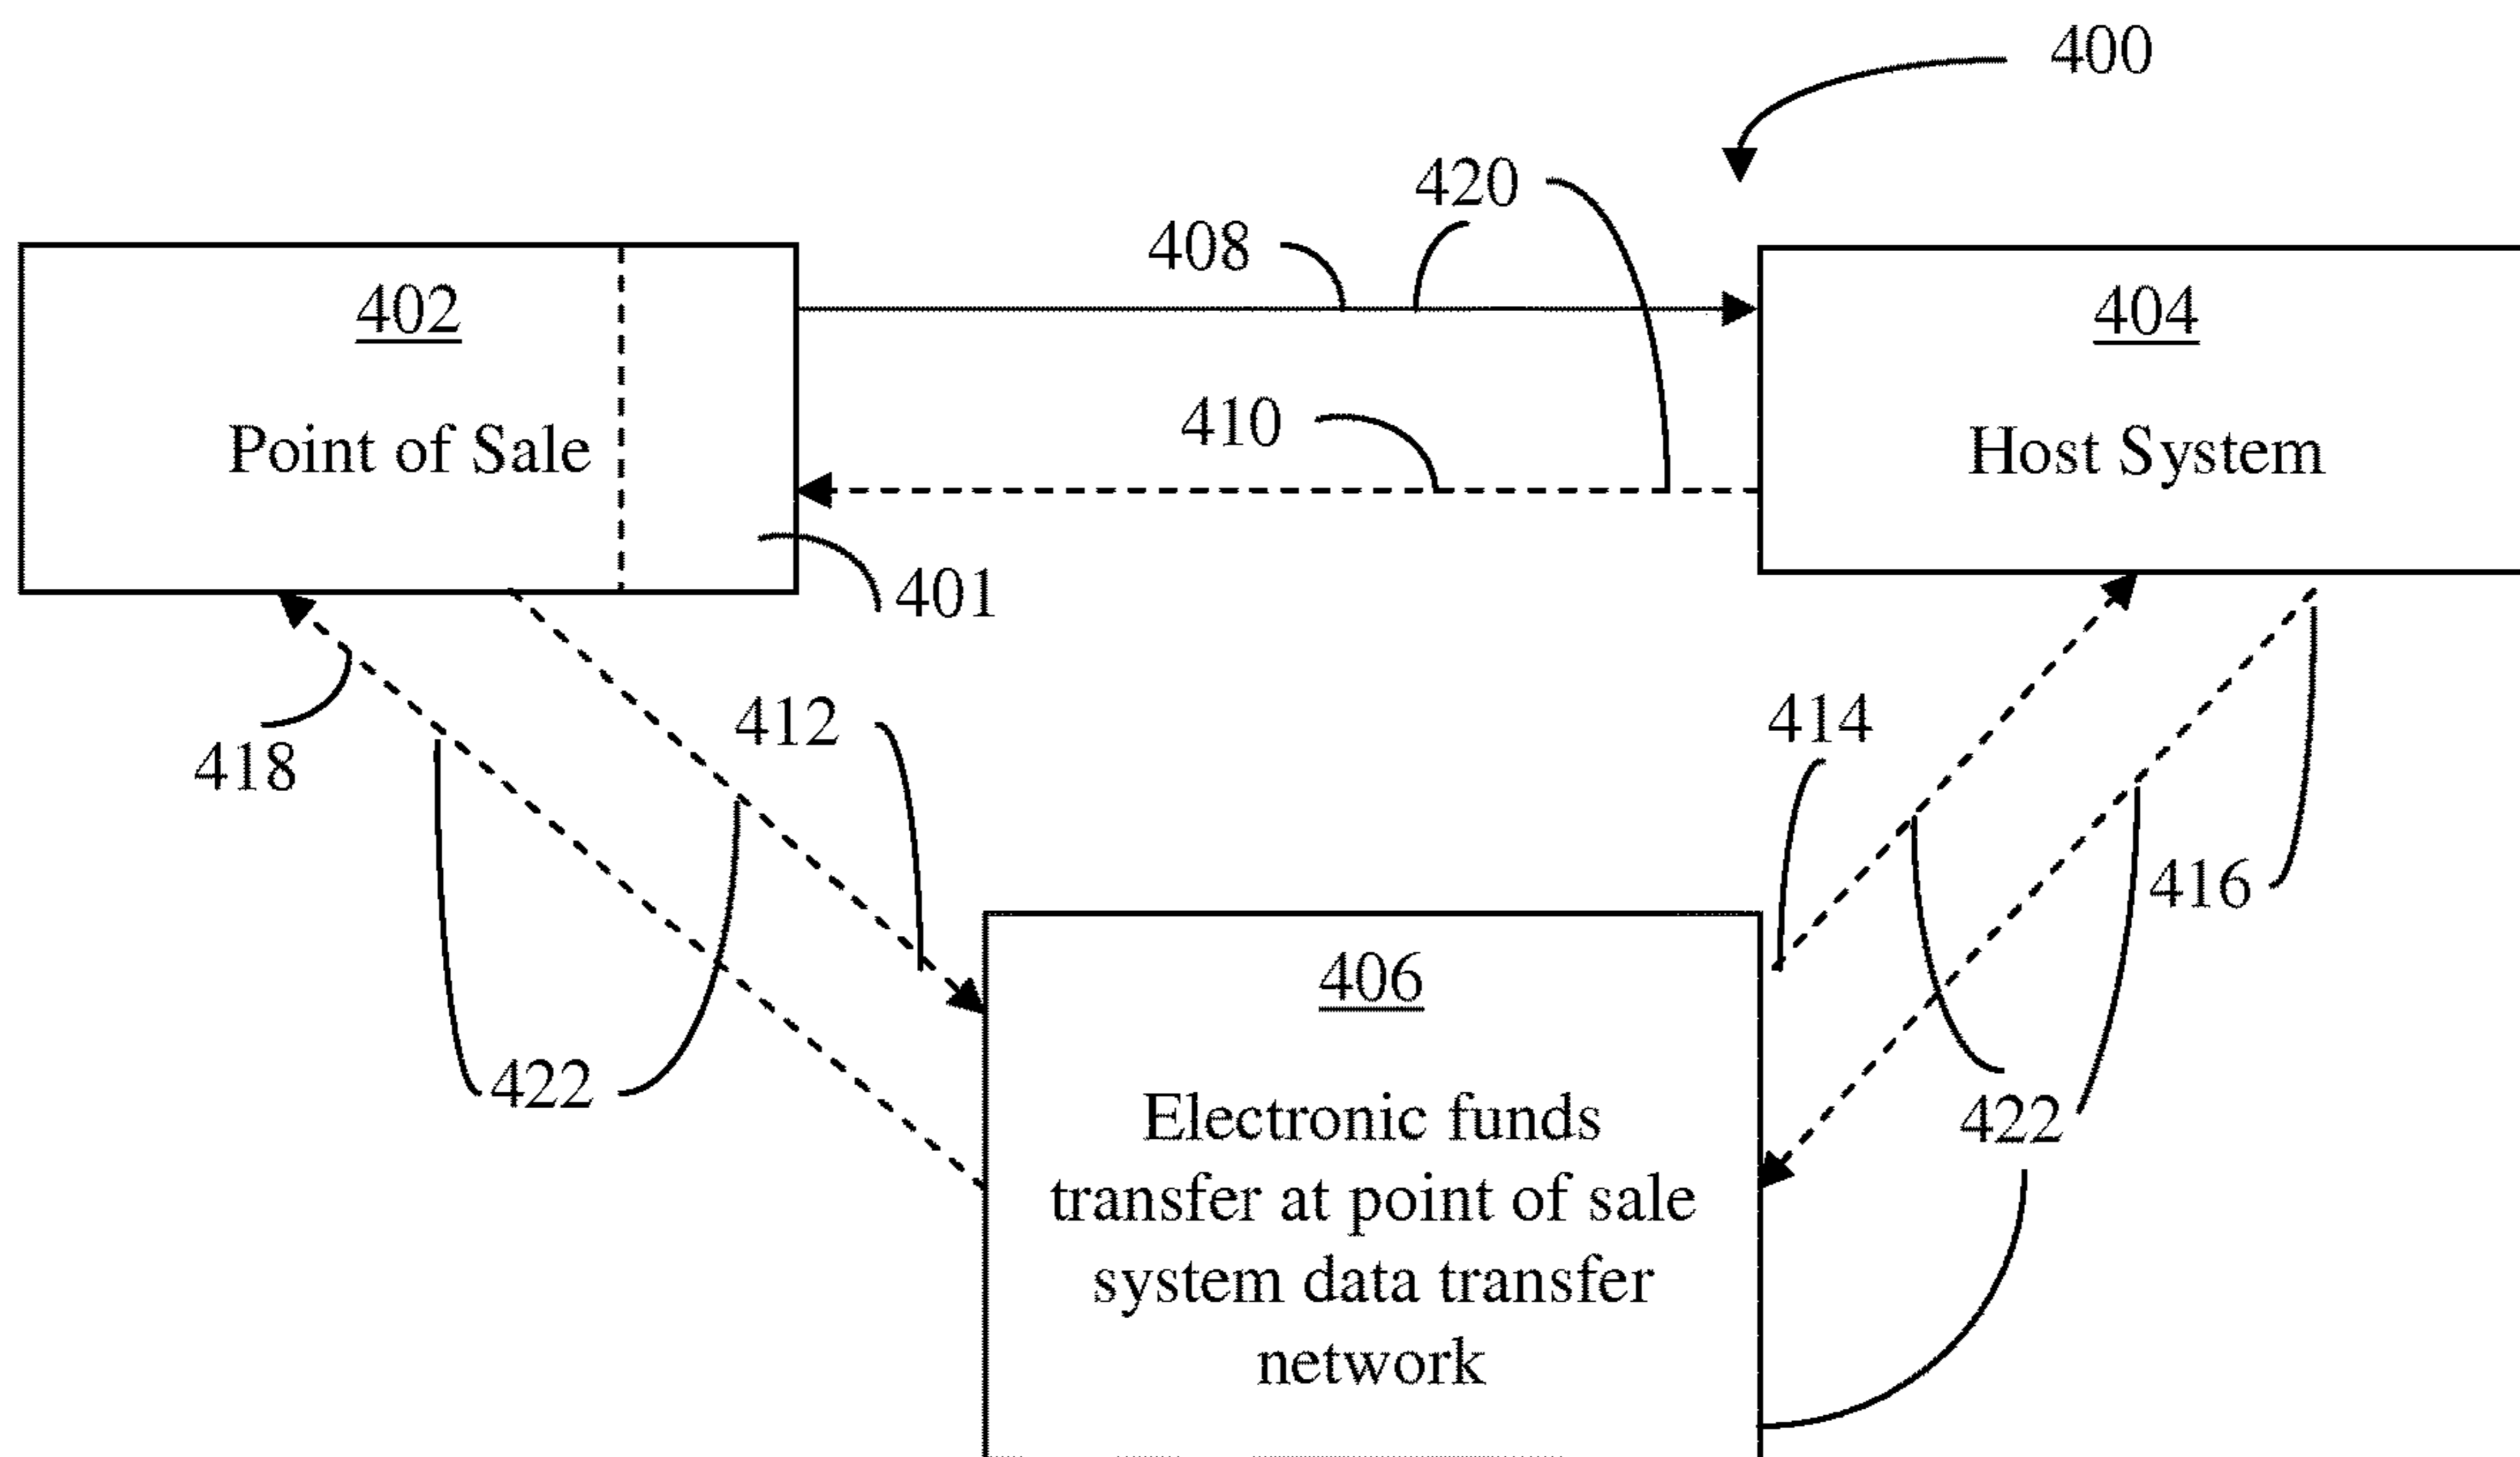 400
420
408
402
404
410
Point of Sale
Host System
401
412
414
418
416
406
422
Electronic funds
422
transfer at point of sale
system data transfer
network